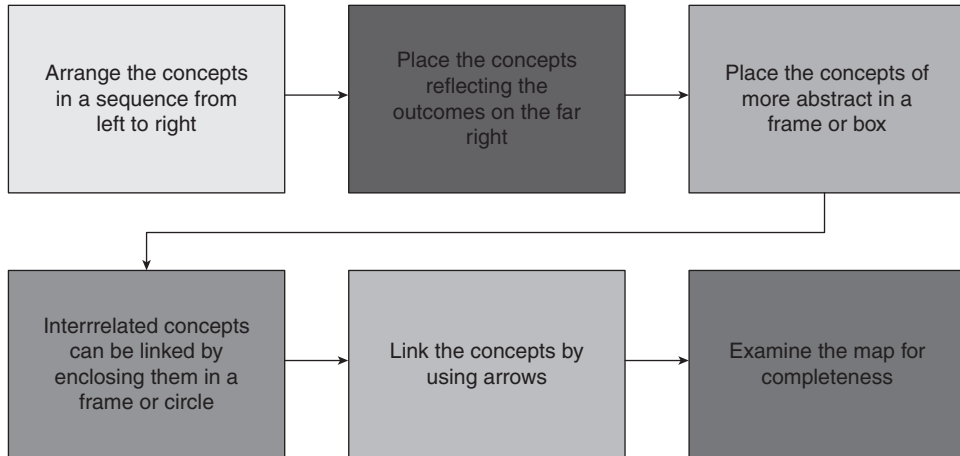 Arrange the concepts
in a sequence from
left to right
Place the concepts
reflecting the
outcomes on the far
right
Place the concepts of
more abstract in a
frame or box
Interrrelated concepts
can be linked by
enclosing them in a
frame or circle
Link the concepts by
using arrows
Examine the map for
completeness